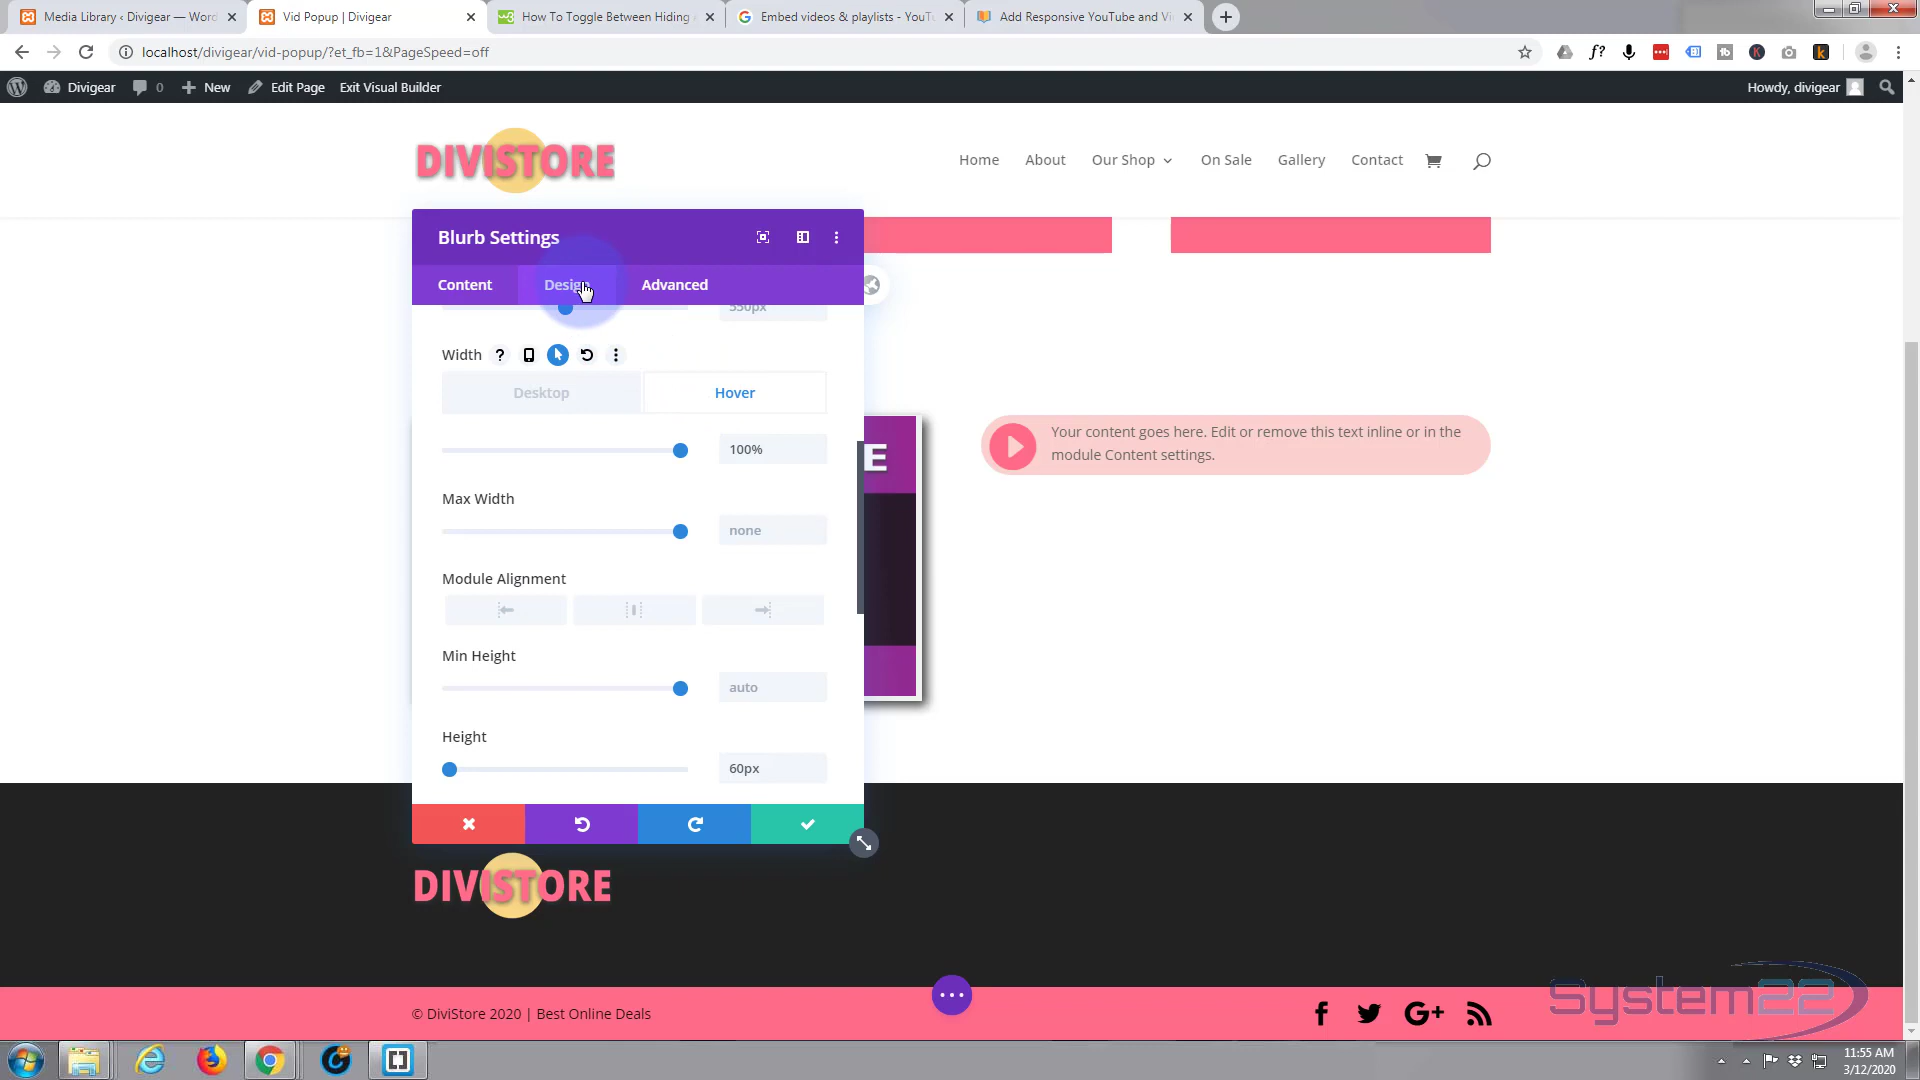 Media Library ‹ Divigear — Word
Vid Popup | Divigear
How To Toggle Between Hiding
Embed videos & playlists - YouTu
Add Responsive YouTube and Vi
localhost/divigear/vid-popup/?et_fb=1&PageSpeed=off
Divigear
0
New
Edit Page
Exit Visual Builder
Howdy, divigear
DIVISTORE
Home
About
Our Shop
On Sale
Gallery
Contact
Blurb Settings
Content
Design
Advanced
550px
Width
Desktop
Hover
100%
Max Width
none
Module Alignment
Min Height
auto
Height
60px
E
Your content goes here. Edit or remove this text inline or in the
module Content settings.
DIVISTORE
© DiviStore 2020 | Best Online Deals
System22
11:55 AM
3/12/2020